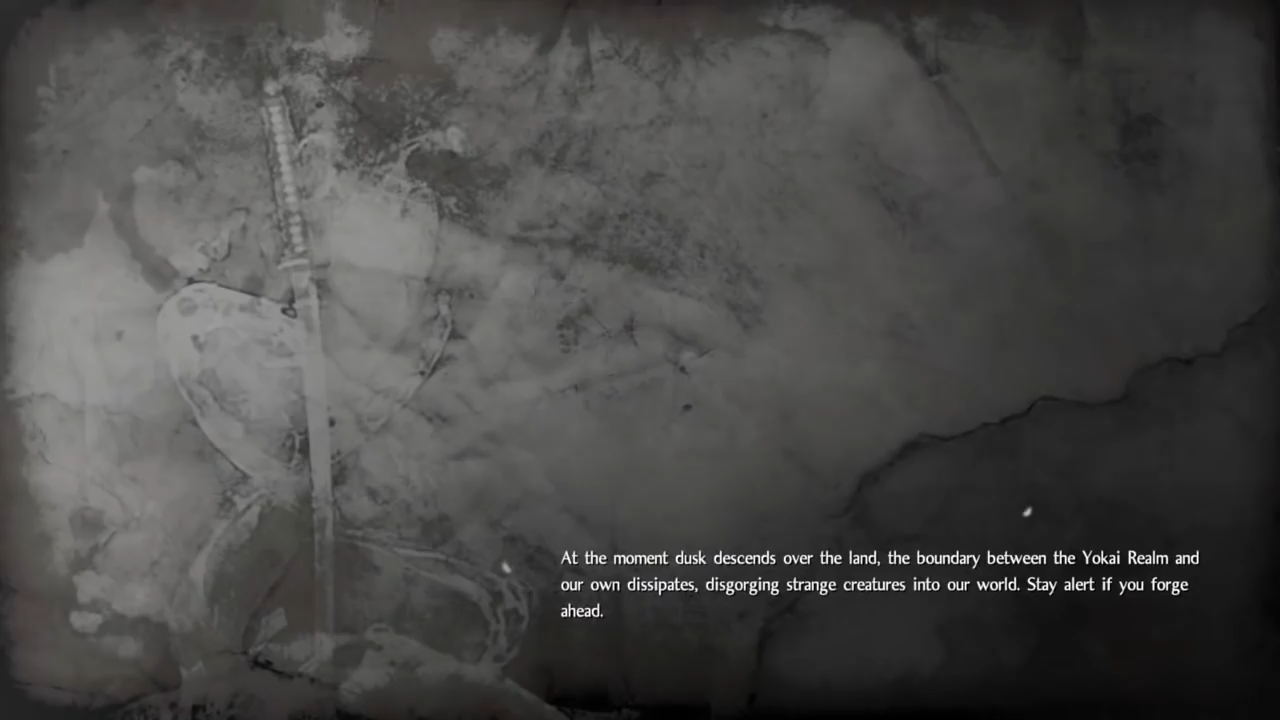 At the moment dusk descends over the land, the boundary between the Yokai Realm and
our own dissipates, disgorging strange creatures into our world. Stay alert if you forge
ahead.